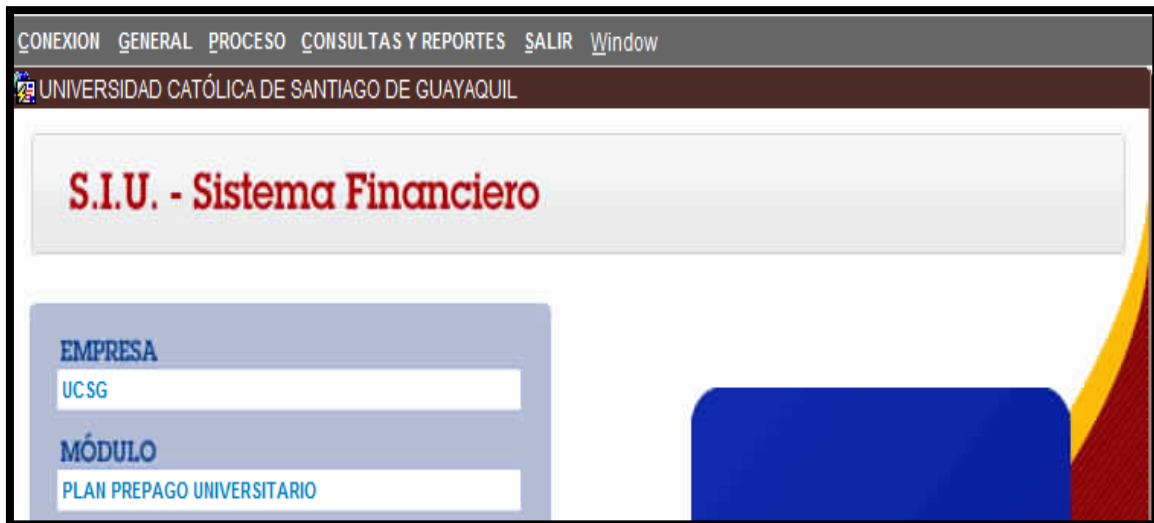 CONEXION GENERAL PROCESO CONSULTAS Y REPORTES SALIR Window
UNIVERSIDAD CATÓLICA DE SANTIAGO DE GUAYAQUIL
S.I.U. - Sistema Financiero
EMPRESA
UCSG
MÓDULO
PLAN PREPAGO UNIVERSITARIO